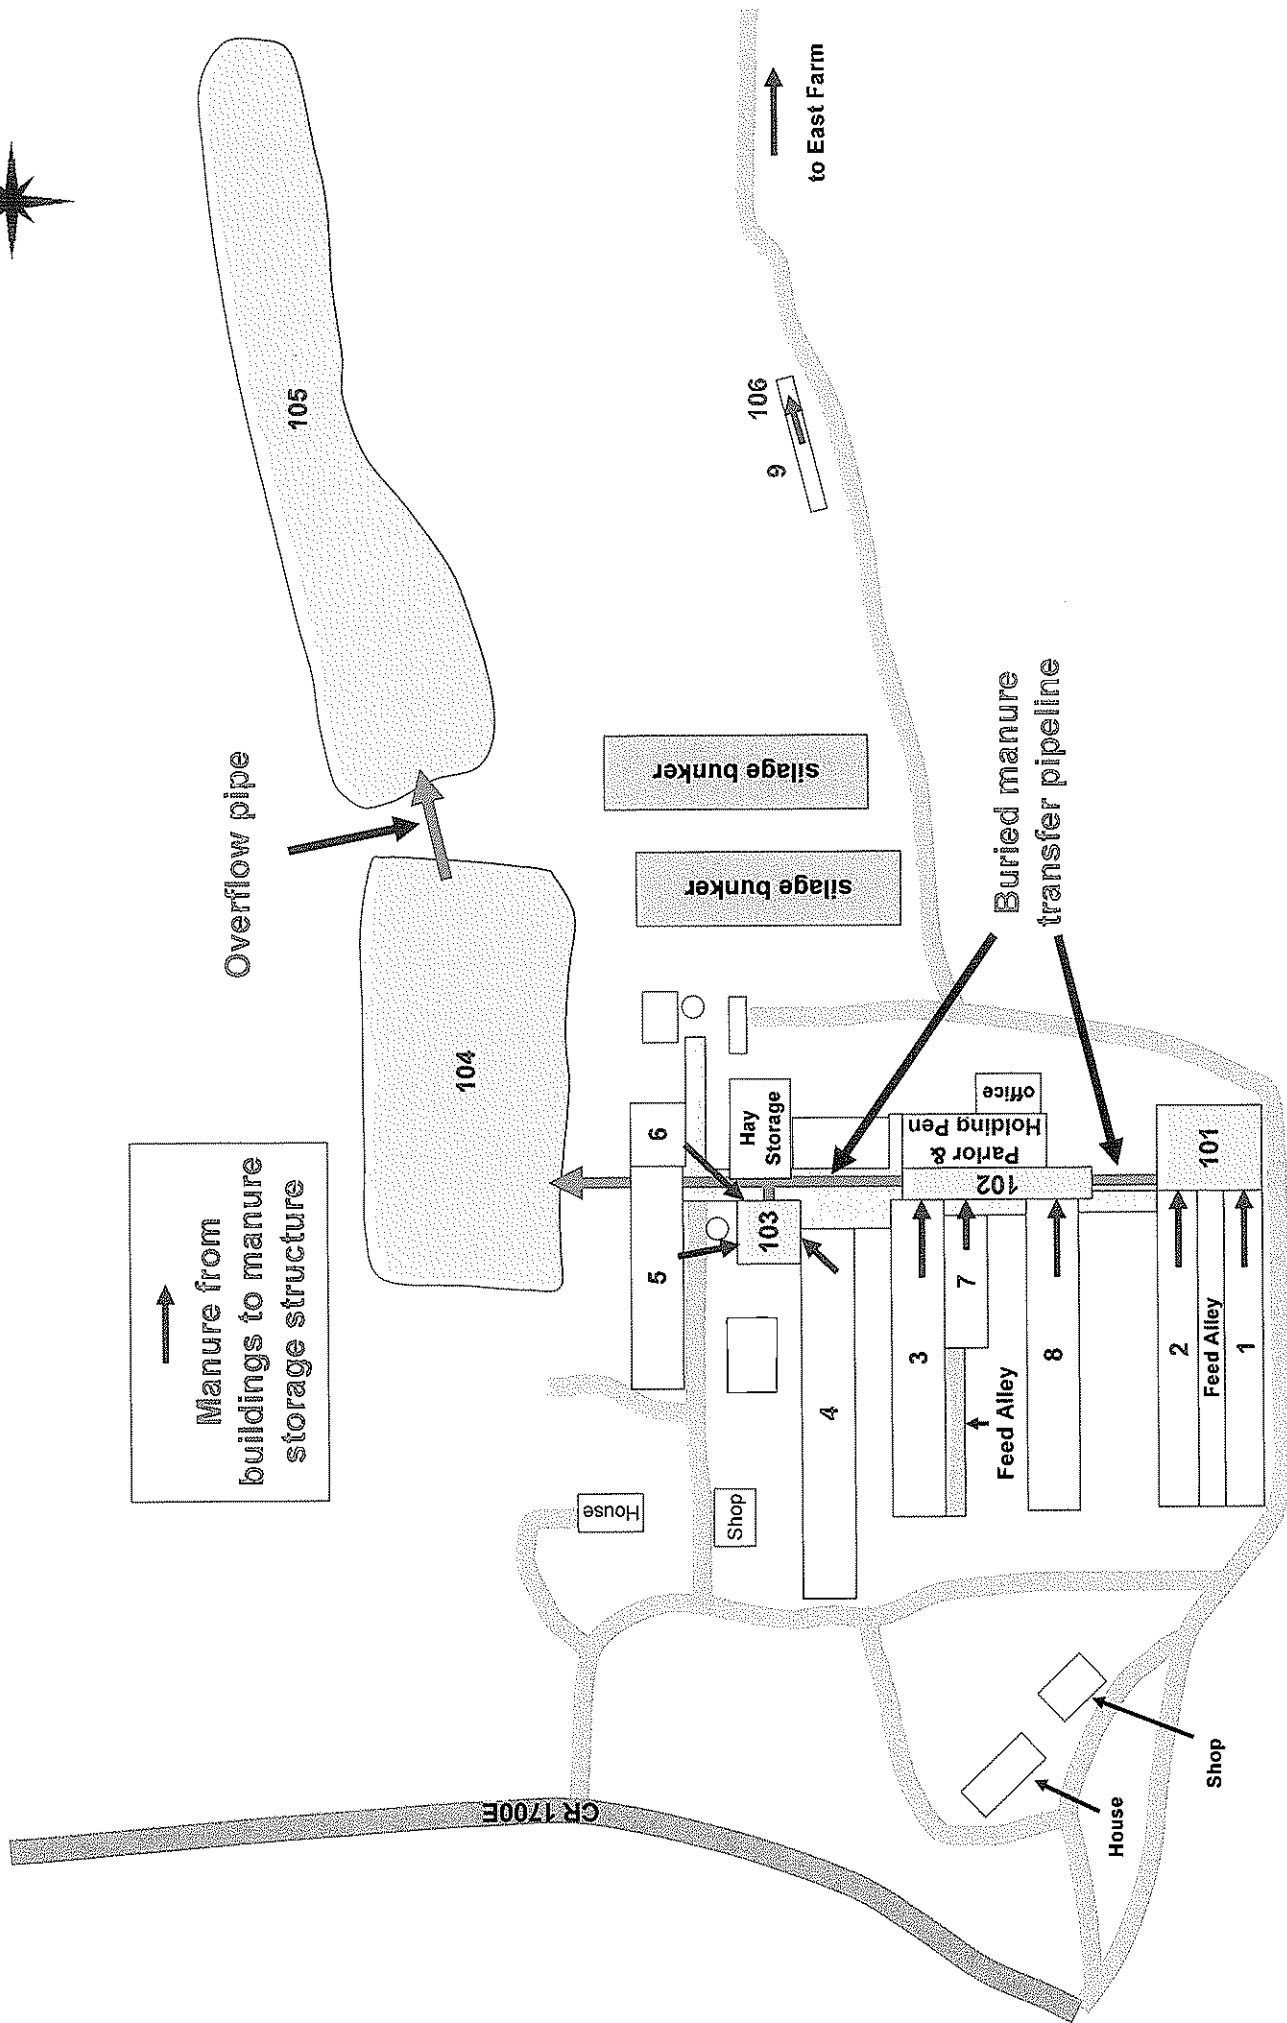 Manure from
buildings to manure
storage structure
Overflow pipe
105
104
to East Farm
106
9
silage bunker
silage bunker
Buried manure
transfer pipeline
6
5
Hay
Storage
103
House
Shop
4
office
Parlor &
Holding Pen
102
3
7
Feed Alley
8
101
2
Feed Alley
1
CR 1700E
House
Shop